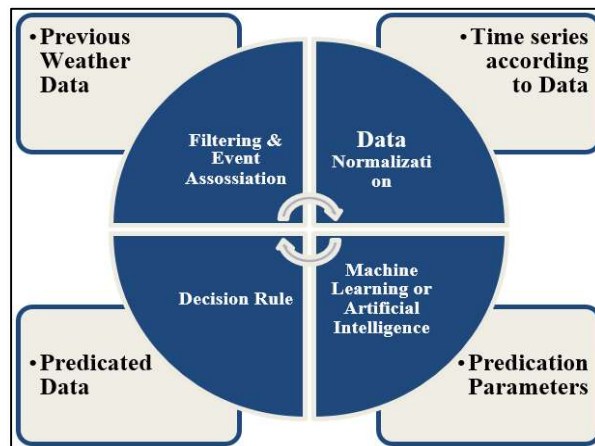 •Previous
Weather
Data
•Time series
according
to Data
Filtering &
Event
Assossiation
Data
Normalizati
on
Decision Rule
Machine
Learning or
Artificial
Intelligence
•Predicated
Data
•Predication
Parameters